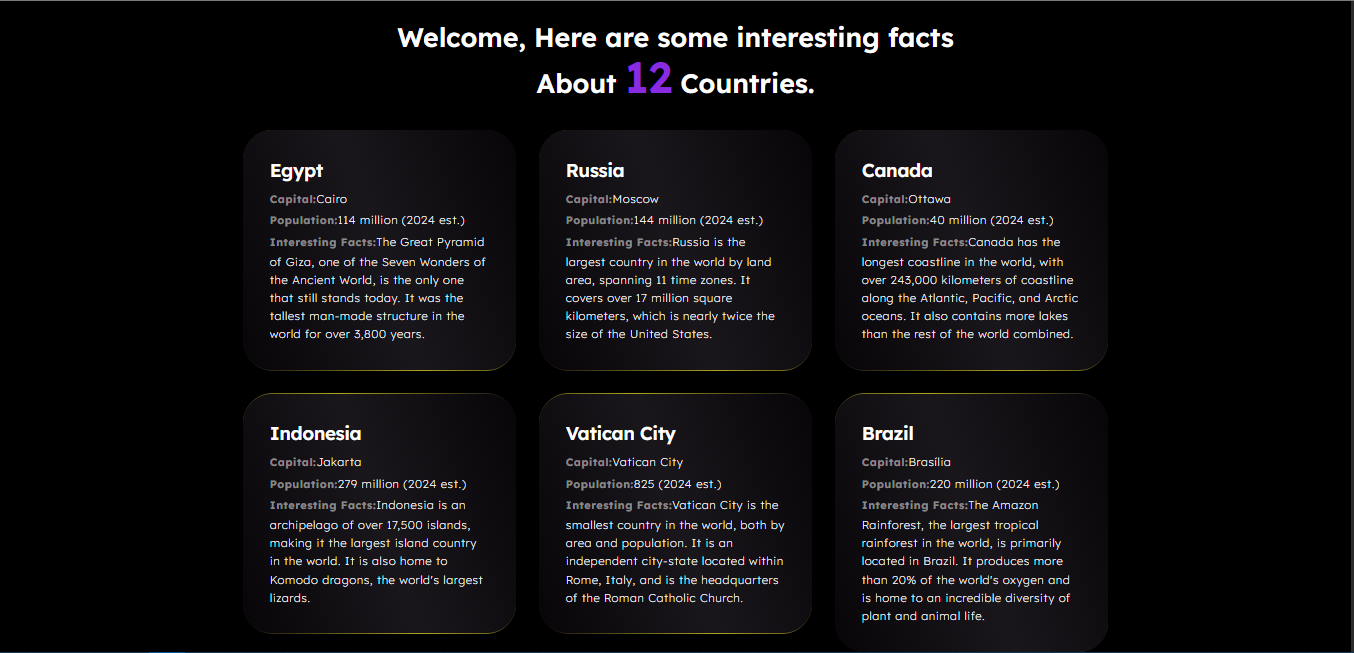 Welcome, Here are some interesting facts
About 12 Countries.
Egypt
Capital:Cairo
Population:114 million (2024 est.)
Interesting Facts:The Great Pyramid
of Giza, one of the Seven Wonders of
the Ancient World, is the only one
that still stands today. It was the
tallest man-made structure in the
world for over 3,800 years.
Russia
Capital:Moscow
Population:144 million (2024 est.)
Interesting Facts:Russia is the
largest country in the world by land
area, spanning 11 time zones. It
covers over 17 million square
kilometers, which is nearly twice the
size of the United States.
Canada
Capital:Ottawa
Population:40 million (2024 est.)
Interesting Facts:Canada has the
longest coastline in the world, with
over 243,000 kilometers of coastline
along the Atlantic, Pacific, and Arctic
oceans. It also contains more lakes
than the rest of the world combined.
Indonesia
Capital:Jakarta
Population:279 million (2024 est.)
Interesting Facts:Indonesia is an
archipelago of over 17,500 islands,
making it the largest island country
in the world. It is also home to
Komodo dragons, the world's largest
lizards.
Vatican City
Capital:Vatican City
Population:825 (2024 est.)
Interesting Facts:Vatican City is the
smallest country in the world, both by
area and population. It is an
independent city-state located within
Rome, Italy, and is the headquarters
of the Roman Catholic Church.
Brazil
Capital:Brasília
Population:220 million (2024 est.)
Interesting Facts:The Amazon
Rainforest, the largest tropical
rainforest in the world, is primarily
located in Brazil. It produces more
than 20% of the world's oxygen and
is home to an incredible diversity of
plant and animal life.